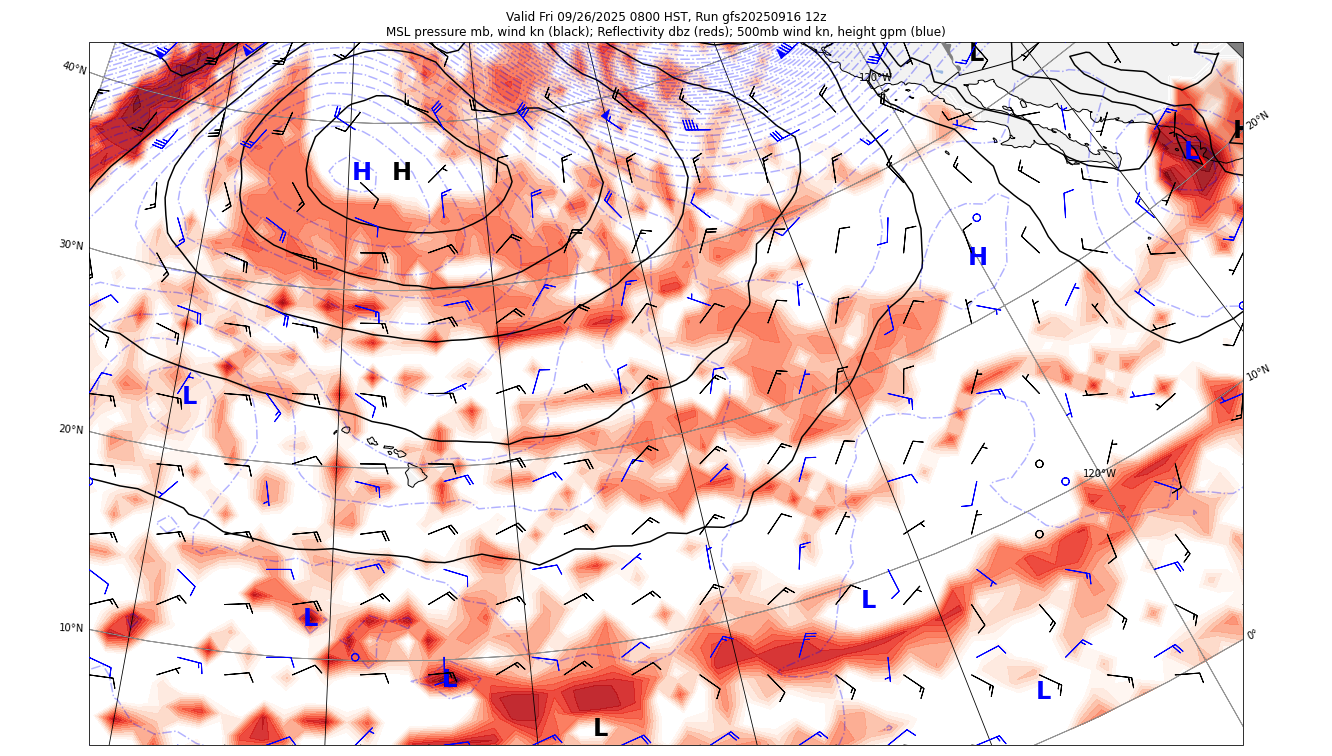 Valid Fri 09/26/2025 0800 HST, Run gfs20250916 12z
MSL pressure mb, wind kn (black); Reflectivity dbz (reds); 500mb wind kn, height gpm (blue)
L
120°W
40°N
20°N
H
L
H H
30°N
H
10°N
L
20°N
120°W
L
L
10°N
0°
L
L
L